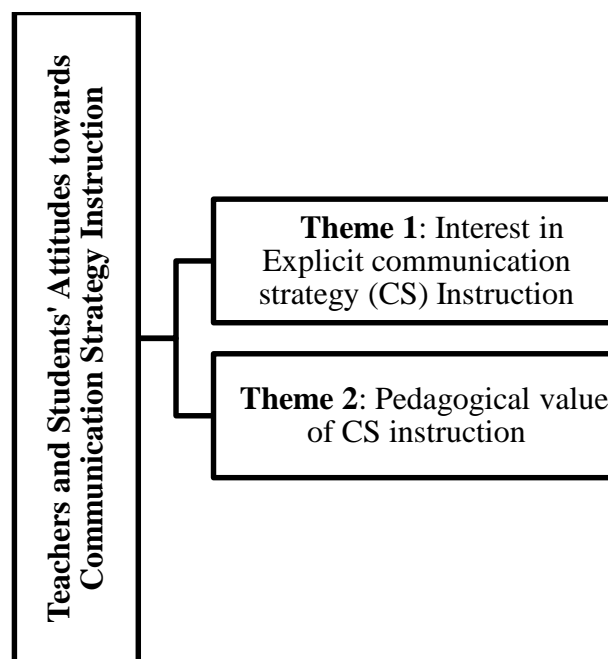 Teachers and Students' Attitudes towards
Communication Strategy Instruction
Theme 1: Interest in
Explicit communication
strategy (CS) Instruction
Theme 2: Pedagogical value
of CS instruction